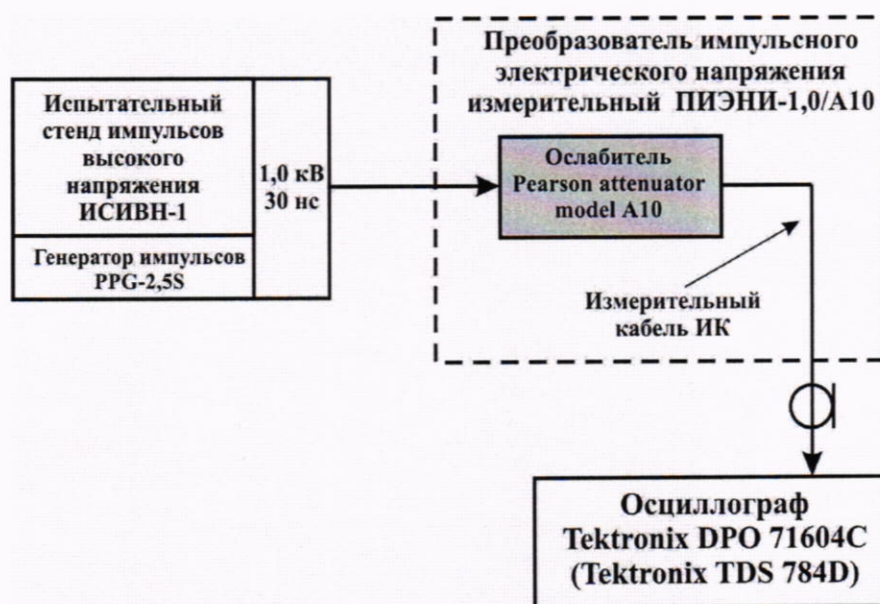 Преобразователь импульсного
электрического напряжения
измерительный ПИЭНИ-1,0/А10
Испытательный
стенд импульсов
высокого
напряжения
ИСИВН-1
Генератор импульсов
PPG-2,5S
1,0 кВ
30 нс
Ослабитель
Pearson attenuator
model A10
Измерительный
кабель ИК
Осциллограф
Tektronix DPO 71604C
(Tektronix TDS 784D)